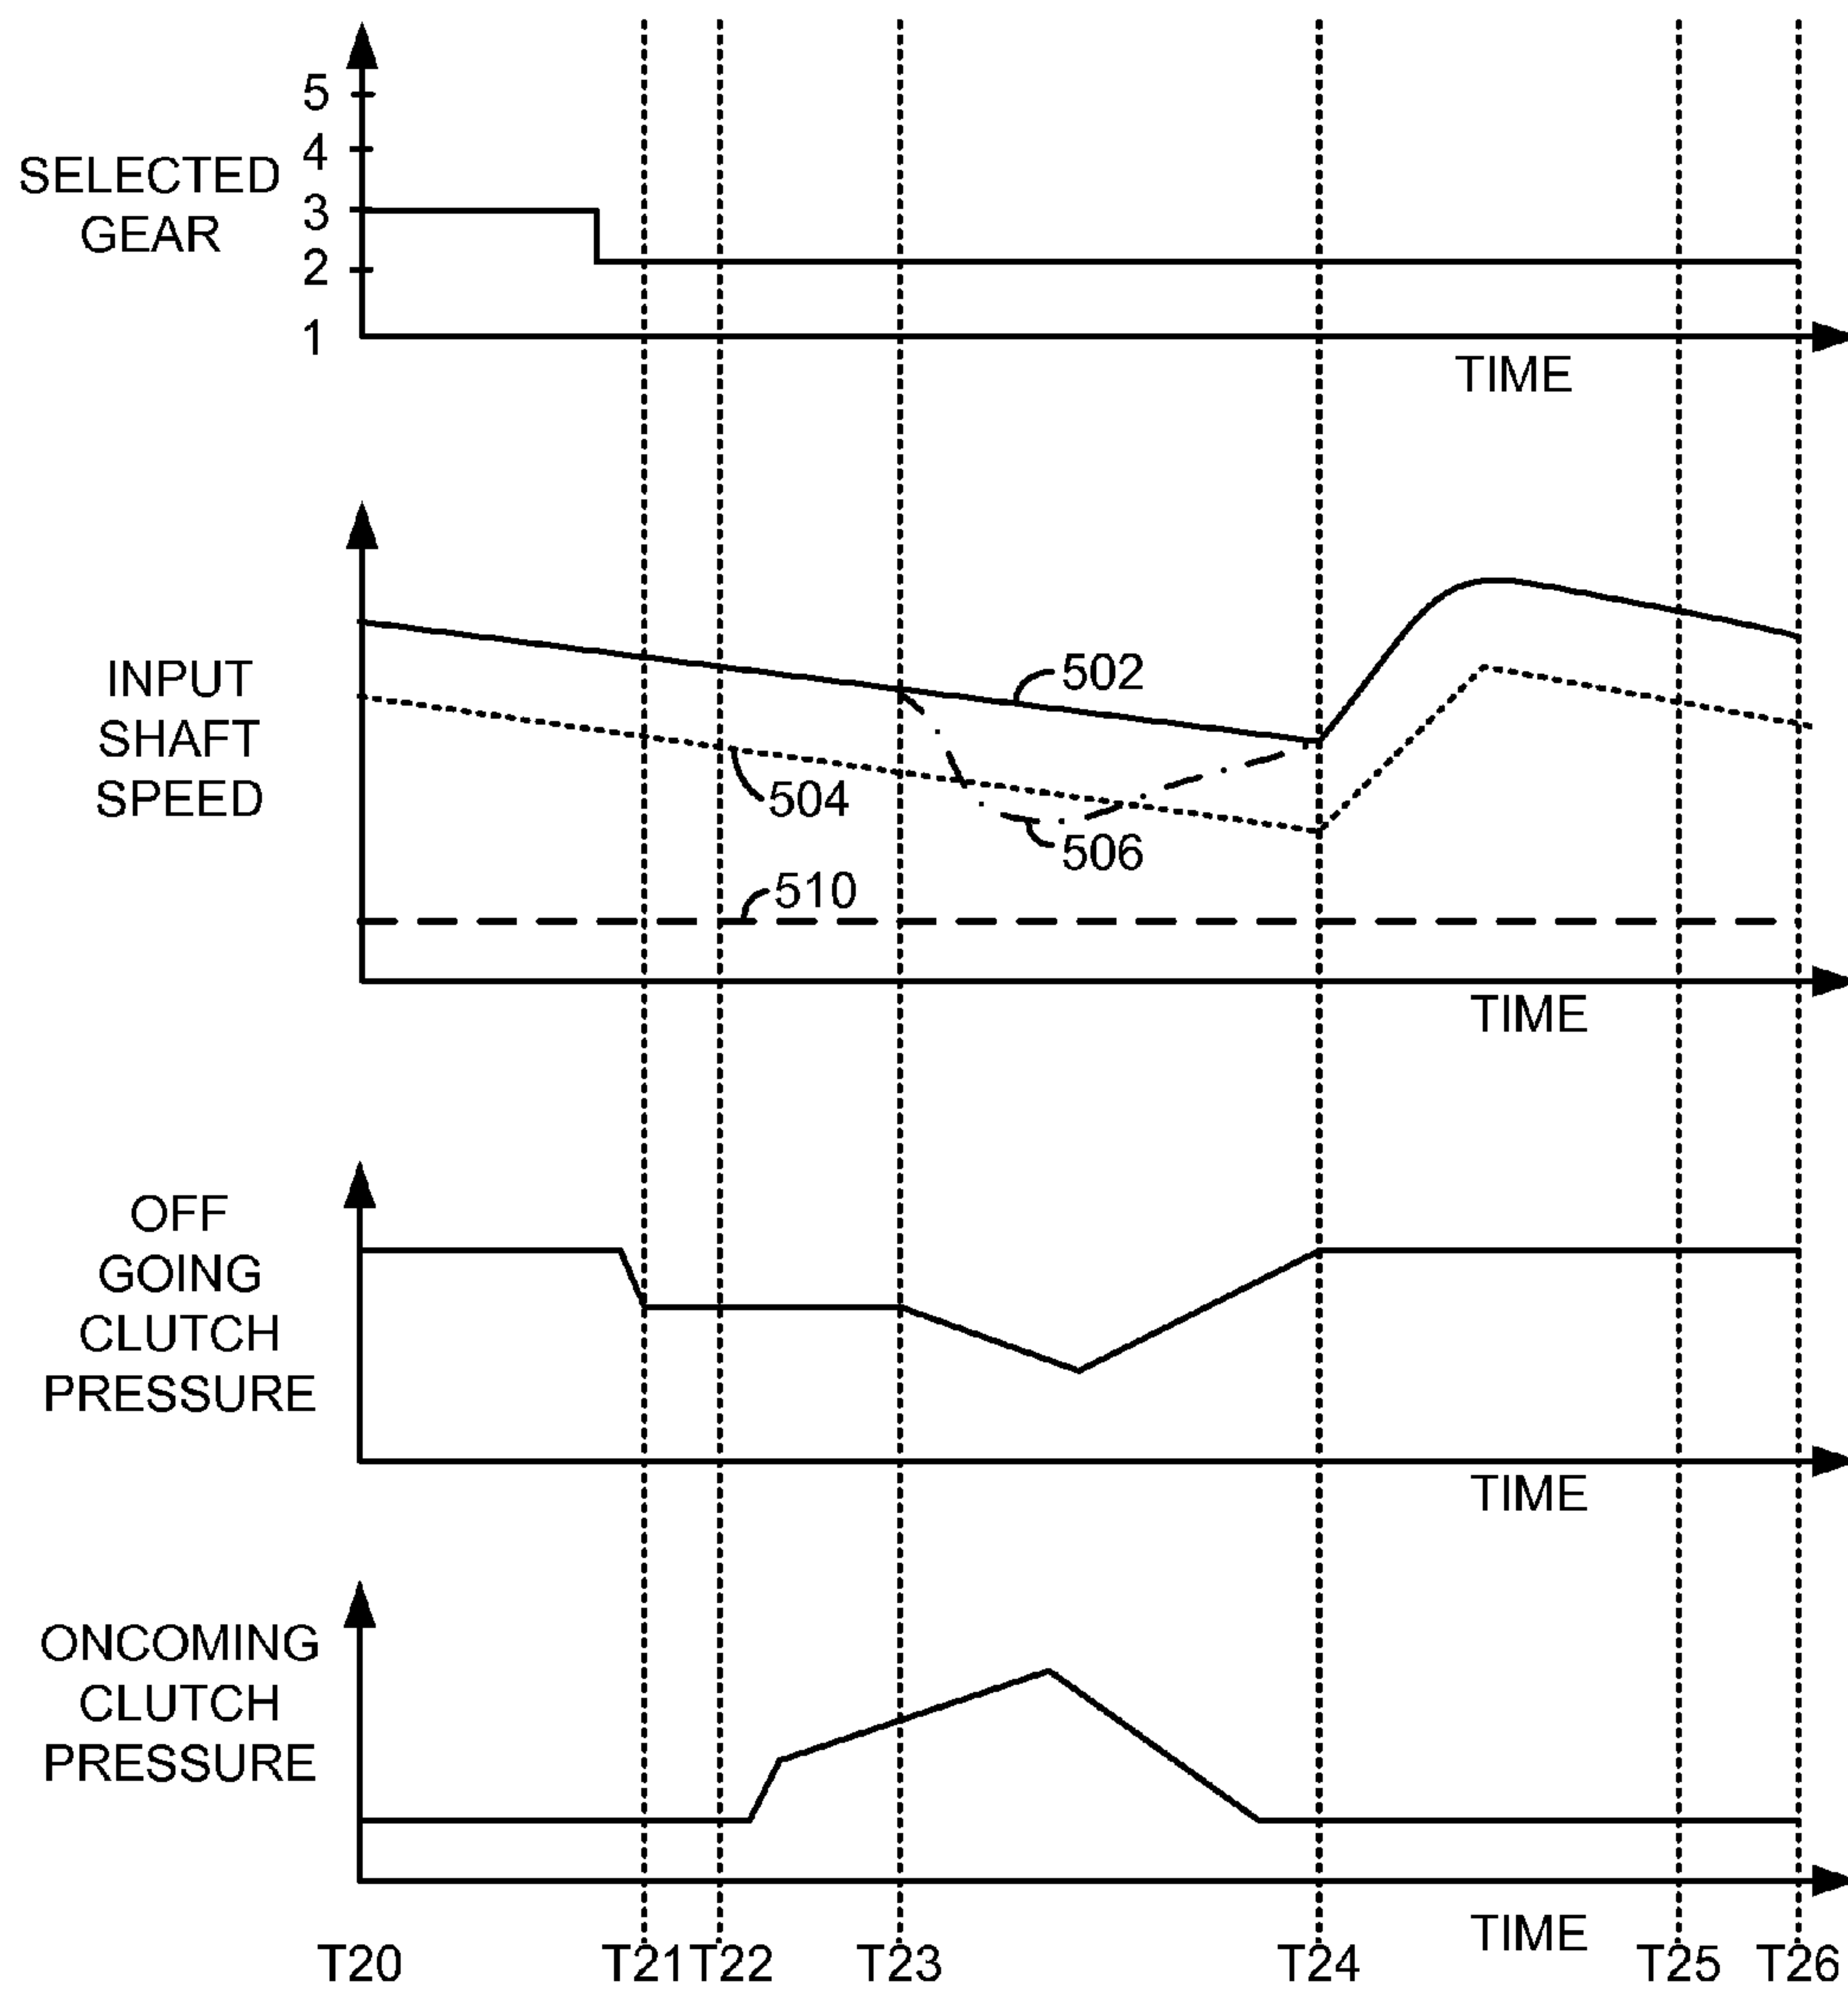 5
4
SELECTED
GEAR
3
2
1
TIME
INPUT
SHAFT
SPEED
502
504
506
510
TIME
OFF
GOING
CLUTCH
PRESSURE
TIME
ONCOMING
CLUTCH
PRESSURE
TIME
T20 T21 T22 T23 T24 T25 T26